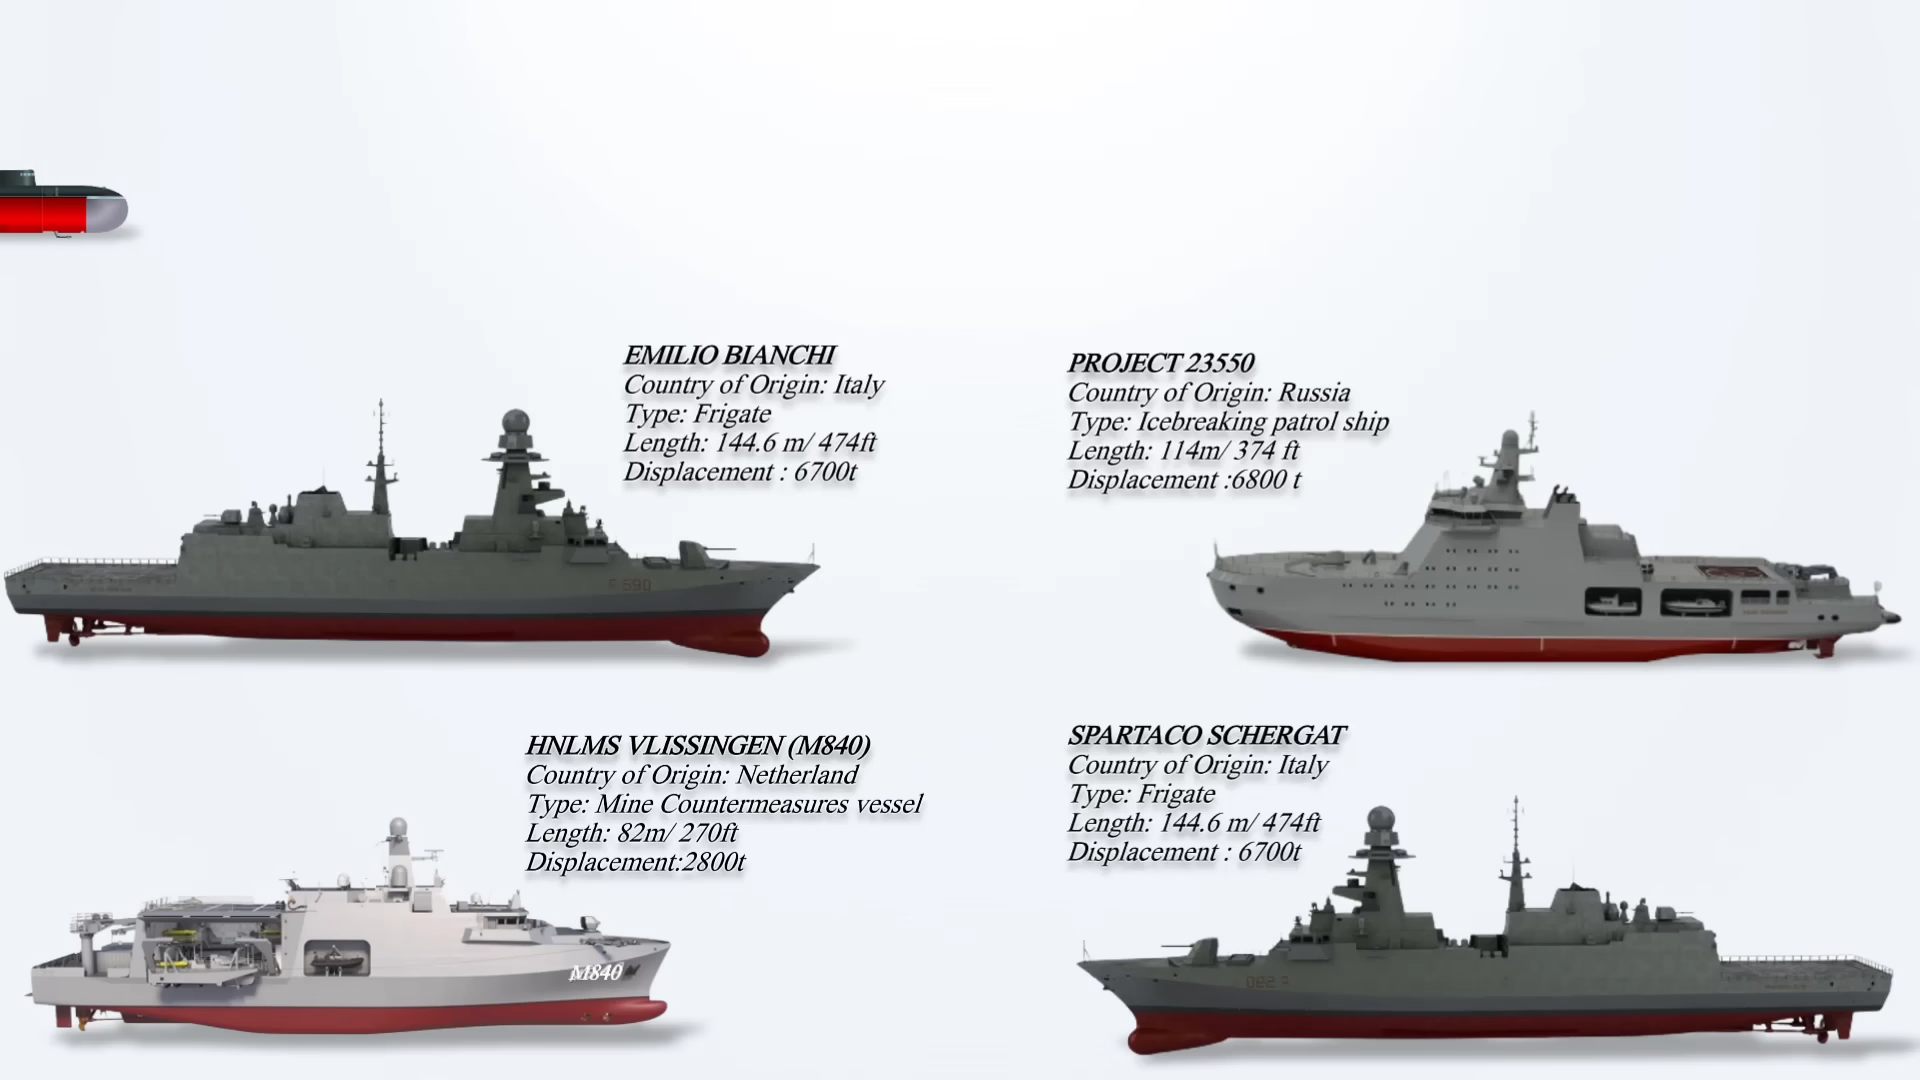 EMILIO BIANCHI
Country of Origin: Italy
Type: Frigate
Length: 144.6 m/ 474ft
Displacement : 6700t
PROJECT 23550
Country of Origin: Russia
Type: Icebreaking patrol ship
Length: 114m/ 374 ft
Displacement :6800 t
F 590
HNLMS VLISSINGEN (M840)
Country of Origin: Netherland
Type: Mine Countermeasures vessel
Length: 82m/ 270ft
Displacement:2800t
M840
SPARTACO SCHERGAT
Country of Origin: Italy
Type: Frigate
Length: 144.6 m/ 474ft
Displacement : 6700t
F 590